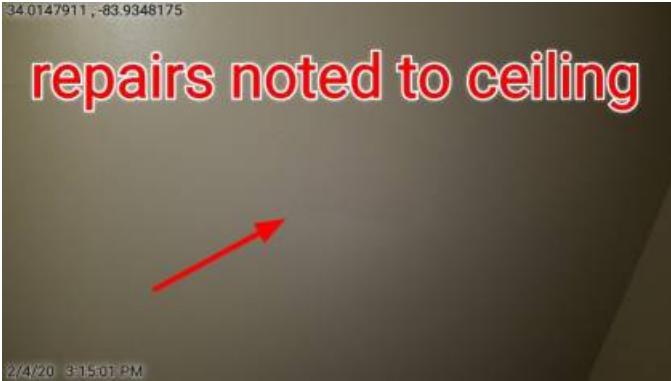 34.0147911 , -83.9348175
repairs noted to ceiling
2/4/20 3:15:01 PM